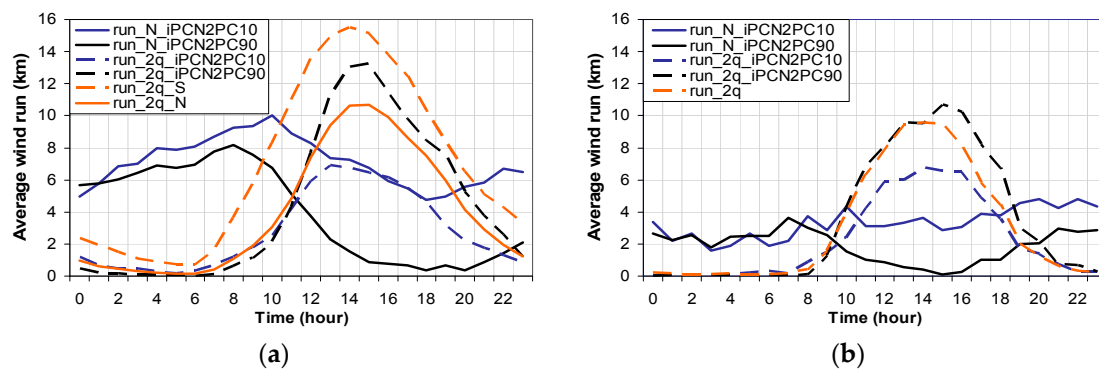 run_N_iPCN2PC10
run_N_iPCN2PC90
run_2q_iPCN2PC10
run_2q_iPCN2PC90
run_2q_S
run_2q_N
Average wind run (km)
16
14
12
10
8
6
4
2
0
0 2 4 6 8 10 12 14 16 18 20 22
Time (hour)
(a)
run_N_iPCN2PC10
run_N_iPCN2PC90
run_2q_iPCN2PC10
run_2q_iPCN2PC90
run_2q
Average wind run (km)
16
14
12
10
8
6
4
2
0
0 2 4 6 8 10 12 14 16 18 20 22
Time (hour)
(b)